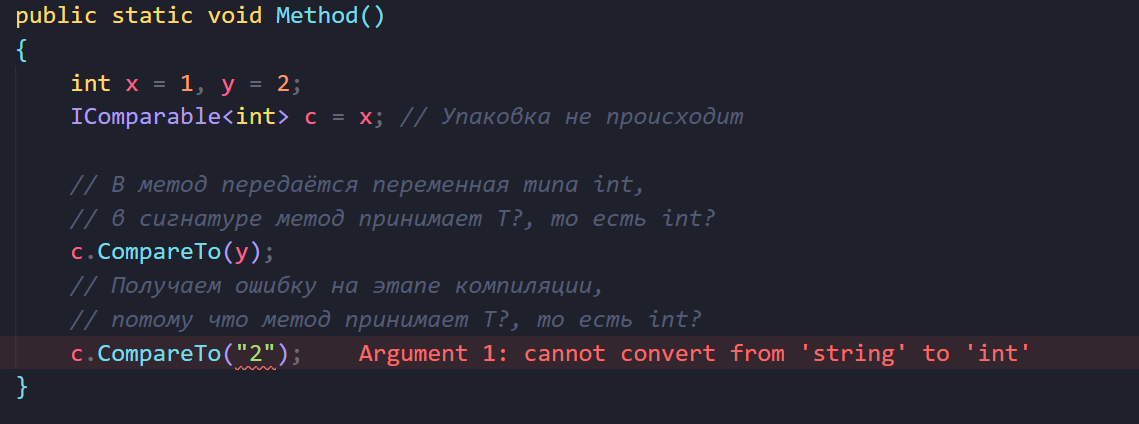 public static void Method()
{
int x = 1, y = 2;
IComparable<int> c = x; // Упаковка не происходит
// В метод передаётся переменная типа int,
// в сигнатуре метод принимает T?, то есть int?
c.CompareTo(y);
// Получаем ошибку на этапе компиляции,
// потому что метод принимает T?, то есть int?
c.CompareTo("2"); Argument 1: cannot convert from 'string' to 'int'
}